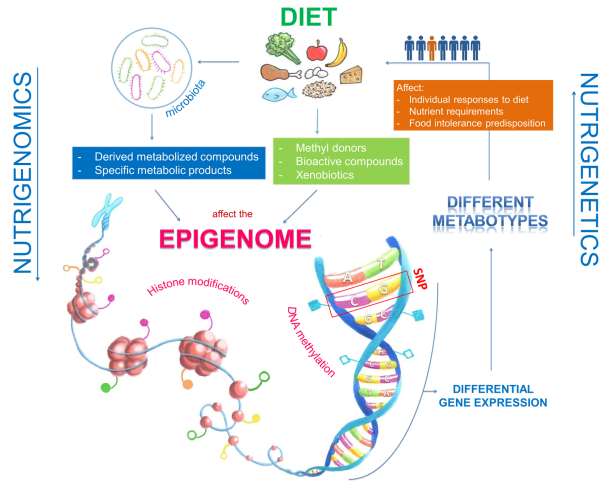 DIET
NUTRIGENOMICS
microbiota
Affect:
- Individual responses to diet
- Nutrient requirements
- Food intolerance predisposition
NUTRIGENETICS
- Derived metabolized compounds
- Specific metabolic products
- Methyl donors
- Bioactive compounds
- Xenobiotics
DIFFERENT
METABOTYPES
affect the
EPIGENOME
Histone modifications
DNA methylation
SNP
A T
C G
G C
DIFFERENTIAL
GENE EXPRESSION